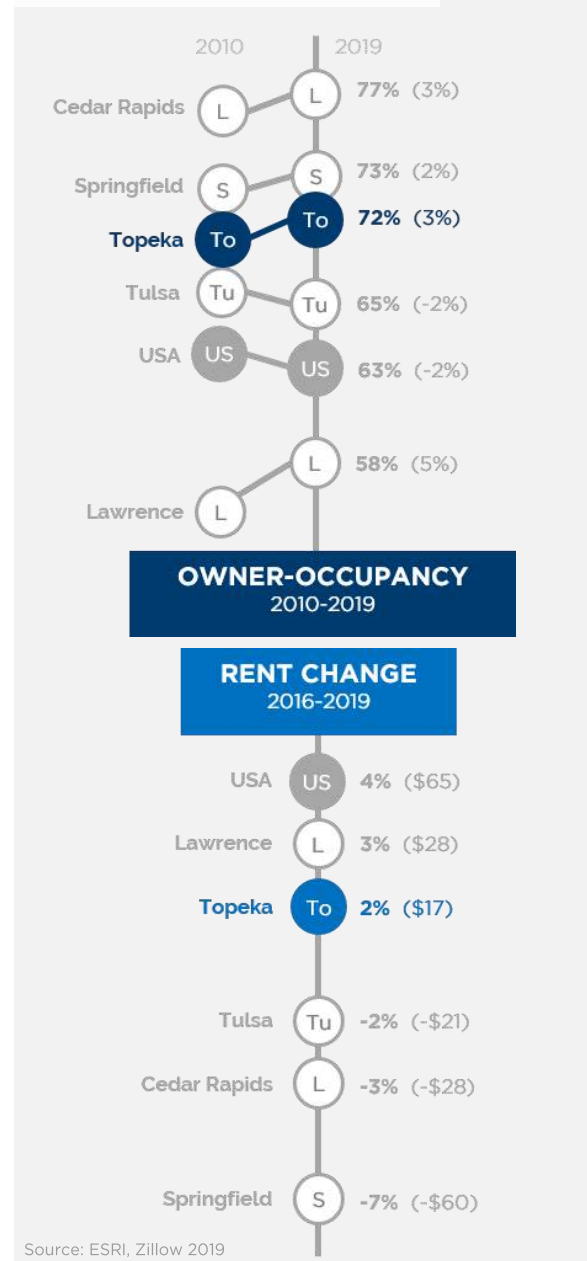 2010 2019
Cedar Rapids L L 77% (3%)
Springfield S S 73% (2%)
Topeka To To 72% (3%)
Tulsa Tu Tu 65% (-2%)
USA US US 63% (-2%)
L 58% (5%)
Lawrence L
OWNER-OCCUPANCY
2010-2019
RENT CHANGE
2016-2019
USA US 4% ($65)
Lawrence L 3% ($28)
Topeka To 2% ($17)
Tulsa Tu -2% (-$21)
Cedar Rapids L -3% (-$28)
Springfield S -7% (-$60)
Source: ESRI, Zillow 2019